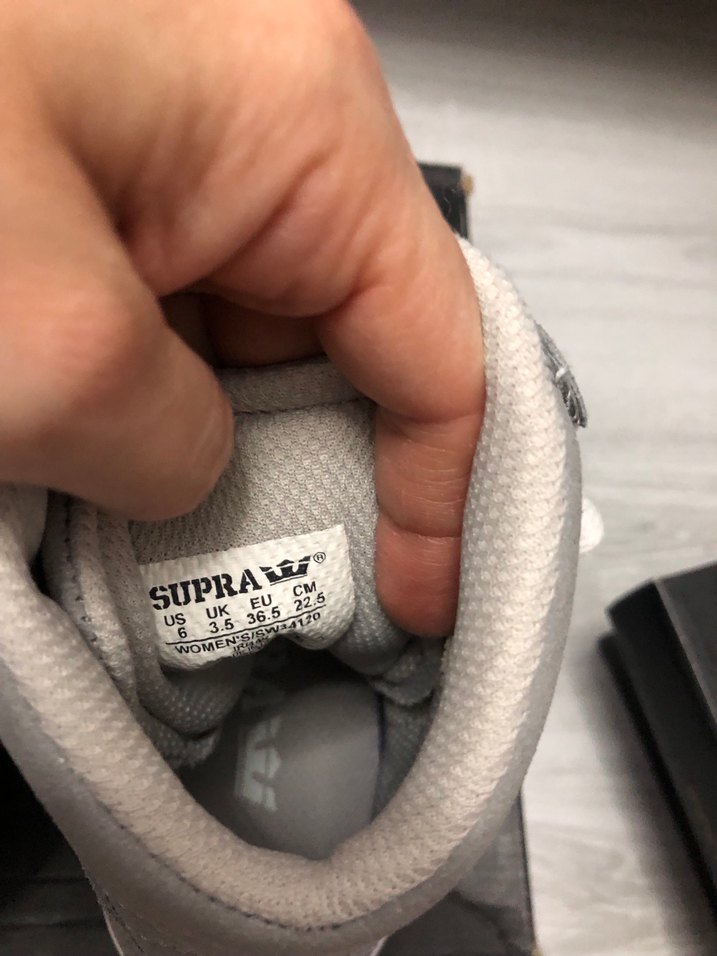 SUPRA ®
US UK EU CM
6 3.5 36.5 22.5
WOMEN'S/SW34120